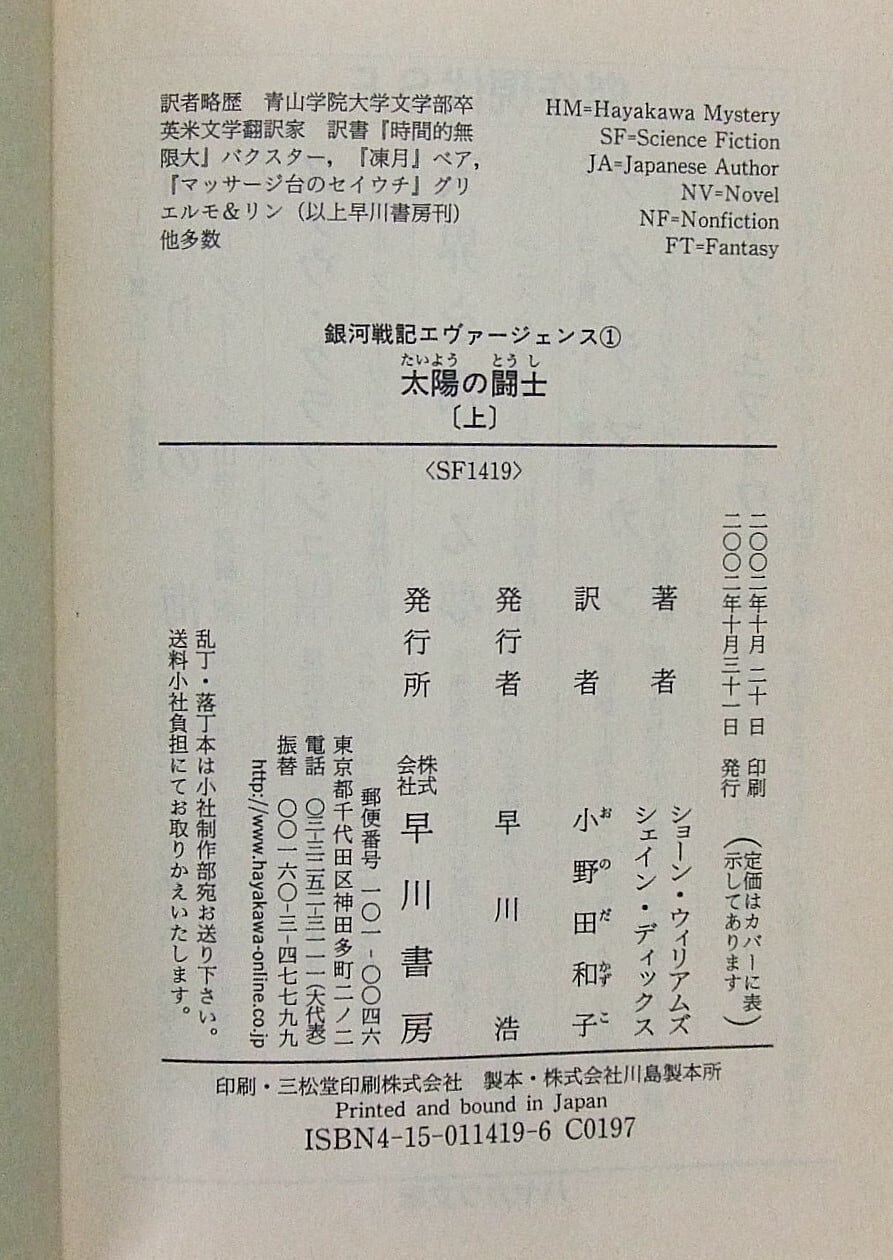 訳者略歴　青山学院大学文学部卒
英米文学翻訳家　訳書『時間的無
限大』バクスター，『凍月』ベア，
『マッサージ台のセイウチ』グリ
エルモ＆リン（以上早川書房刊）
他多数
HM=Hayakawa Mystery
SF=Science Fiction
JA=Japanese Author
NV=Novel
NF=Nonfiction
FT=Fantasy
銀河戦記エヴァージェンス①
たいよう　とうし
太陽の闘士
〔上〕
〈SF1419〉
二〇〇二年十月二十日　印刷
二〇〇二年十月三十一日　発行
（定価はカバーに表
示してあります）
著者　ショーン・ウィリアムズ
シェイン・ディックス
訳者　小野田和子
おのだかずこ
発行者　早川浩
発行所　株式会社　早川書房
郵便番号　一〇一-〇〇四六
東京都千代田区神田多町二ノ二
電話　〇三-三二五二-三一一一（大代表）
振替　〇〇一六〇-三-四七七九九
http://www.hayakawa-online.co.jp
乱丁・落丁本は小社制作部宛お送り下さい。
送料小社負担にてお取りかえいたします。
印刷・三松堂印刷株式会社　製本・株式会社川島製本所
Printed and bound in Japan
ISBN4-15-011419-6 C0197